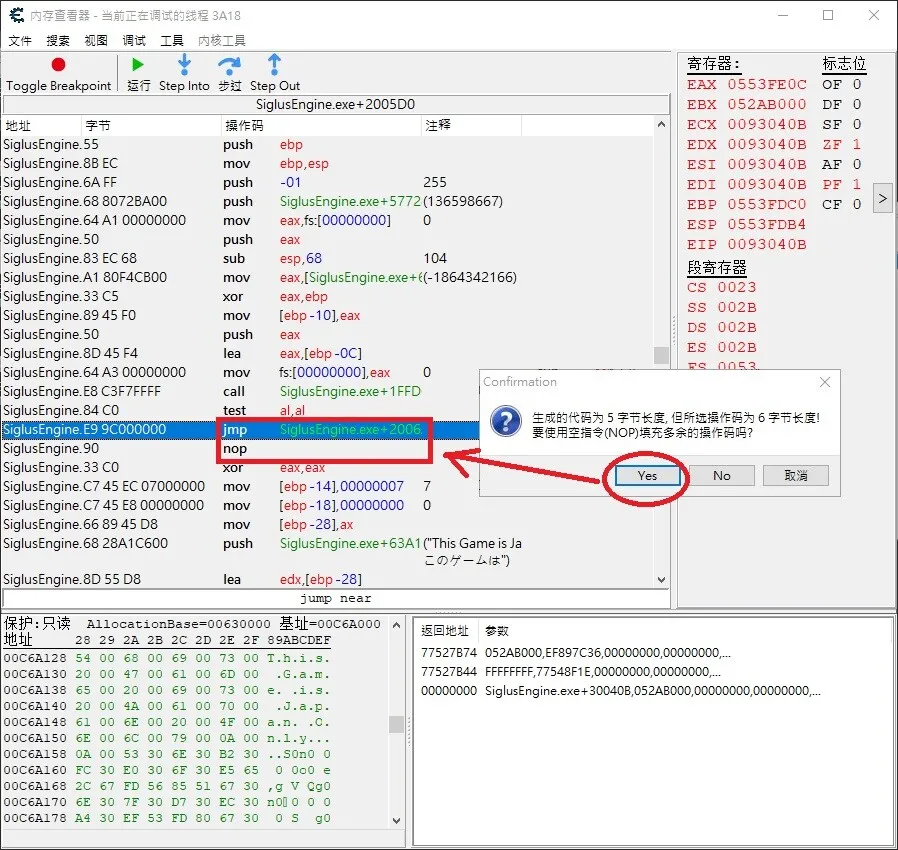 内存查看器 - 当前正在调试的线程 3A18
文件 搜索 视图 调试 工具 内核工具
Toggle Breakpoint 运行 Step Into 步过 Step Out
SiglusEngine.exe+2005D0
地址 字节 操作码 注释
SiglusEngine.55 push ebp
SiglusEngine.8B EC mov ebp,esp
SiglusEngine.6A FF push -01 255
SiglusEngine.68 8072BA00 push SiglusEngine.exe+5772 (136598667)
SiglusEngine.64 A1 00000000 mov eax,fs:[00000000] 0
SiglusEngine.50 push eax
SiglusEngine.83 EC 68 sub esp,68 104
SiglusEngine.A1 80F4CB00 mov eax,[SiglusEngine.exe+6 (-1864342166)
SiglusEngine.33 C5 xor eax,ebp
SiglusEngine.89 45 F0 mov [ebp -10],eax
SiglusEngine.50 push eax
SiglusEngine.8D 45 F4 lea eax,[ebp -0C]
SiglusEngine.64 A3 00000000 mov fs:[00000000],eax 0
SiglusEngine.E8 C3F7FFFF call SiglusEngine.exe+1FFD
SiglusEngine.84 C0 test al,al
SiglusEngine.E9 9C000000 jmp SiglusEngine.exe+2006
SiglusEngine.90 nop
SiglusEngine.33 C0 xor eax,eax
SiglusEngine.C7 45 EC 07000000 mov [ebp -14],00000007 7
SiglusEngine.C7 45 E8 00000000 mov [ebp -18],00000000 0
SiglusEngine.66 89 45 D8 mov [ebp -28],ax
SiglusEngine.68 28A1C600 push SiglusEngine.exe+63A1 ("This Game is Ja
このゲームは")
SiglusEngine.8D 55 D8 lea edx,[ebp -28]
jump near
寄存器: 标志位
EAX 0553FE0C OF 0
EBX 052AB000 DF 0
ECX 0093040B SF 0
EDX 0093040B ZF 1
ESI 0093040B AF 0
EDI 0093040B PF 1
EBP 0553FDC0 CF 0
ESP 0553FDB4
EIP 0093040B
>
段寄存器
CS 0023
SS 002B
DS 002B
ES 002B
FS 0053
Confirmation
生成的代码为 5 字节长度, 但所选操作码为 6 字节长度!
要使用空指令(NOP)填充多余的操作码吗?
Yes No 取消
保护:只读 AllocationBase=00630000 基址=00C6A000
地址 28 29 2A 2B 2C 2D 2E 2F 89ABCDEF
00C6A128 54 00 68 00 69 00 73 00 T.h.i.s.
00C6A130 20 00 47 00 61 00 6D 00 .G.a.m.
00C6A138 65 00 20 00 69 00 73 00 e. .i.s.
00C6A140 20 00 4A 00 61 00 70 00 .J.a.p.
00C6A148 61 00 6E 00 20 00 4F 00 a.n. .O.
00C6A150 6E 00 6C 00 79 00 0A 00 n.l.y...
00C6A158 0A 00 53 30 6E 30 B2 30 ..S0n0 0
00C6A160 FC 30 E0 30 6F 30 E5 65 0 0o0 e
00C6A168 2C 67 FD 56 85 51 67 30 ,g V Qg0
00C6A170 6E 30 7F 30 D7 30 EC 30 n0 0 0 0
00C6A178 A4 30 EF 53 FD 80 67 30 0 S g0
返回地址 参数
77527B74 052AB000,EF897C36,00000000,00000000,...
77527B44 FFFFFFFF,77548F1E,00000000,00000000,...
00000000 SiglusEngine.exe+30040B,052AB000,00000000,00000000,...